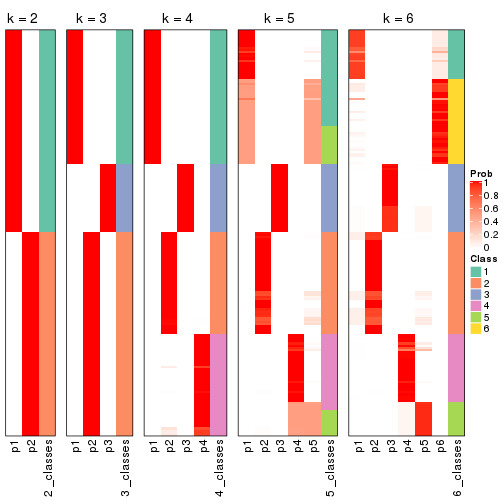 k = 2
k = 3
k = 4
k = 5
k = 6
p1
p2
2_classes
p1
p2
p3
3_classes
p1
p2
p3
p4
4_classes
p1
p2
p3
p4
p5
5_classes
p1
p2
p3
p4
p5
p6
6_classes
Prob
1
0.8
0.6
0.4
0.2
0
Class
1
2
3
4
5
6